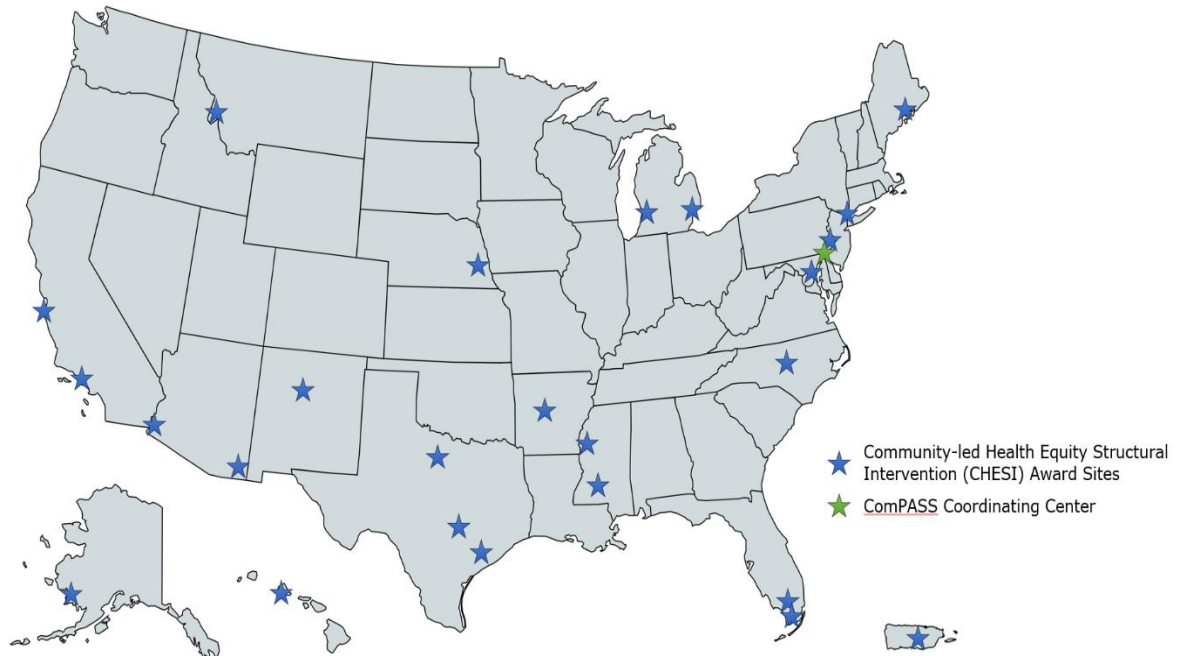 Community-led Health Equity Structural
Intervention (CHESI) Award Sites
ComPASS Coordinating Center